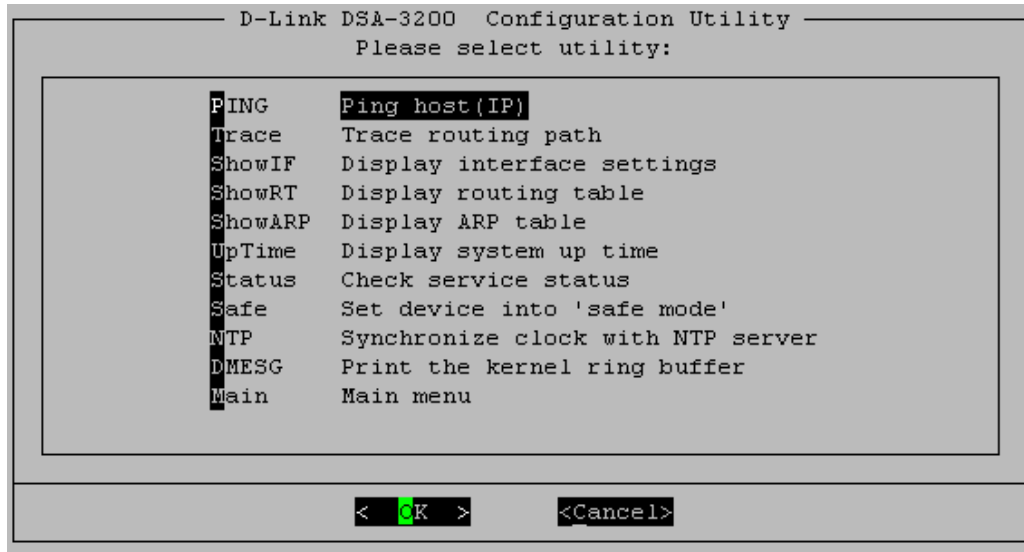 D-Link DSA-3200 Configuration Utility
Please select utility:
PING Ping host(IP)
Trace Trace routing path
ShowIF Display interface settings
ShowRT Display routing table
ShowARP Display ARP table
UpTime Display system up time
Status Check service status
Safe Set device into 'safe mode'
NTP Synchronize clock with NTP server
DMESG Print the kernel ring buffer
Main Main menu
< OK > <Cancel>